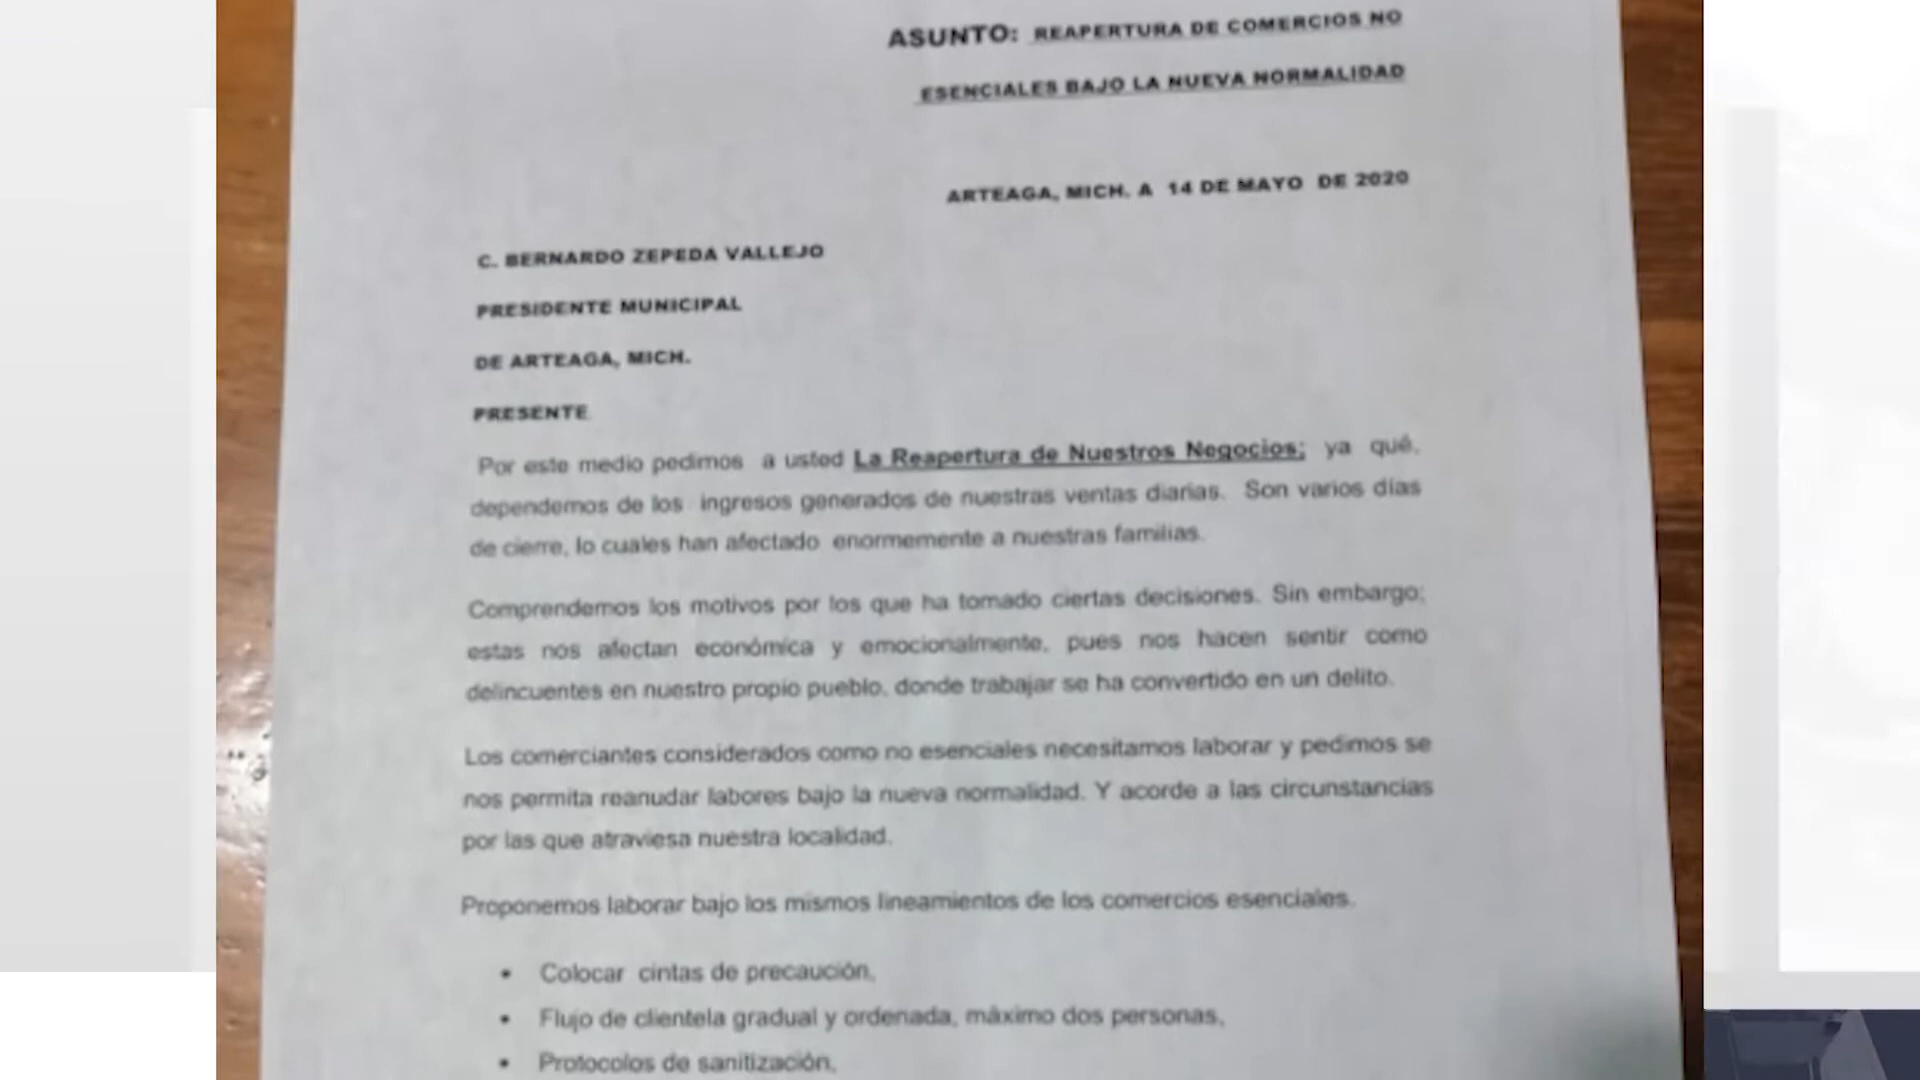 ASUNTO: REAPERTURA DE COMERCIOS NO
ESENCIALES BAJO LA NUEVA NORMALIDAD
ARTEAGA, MICH. A 14 DE MAYO DE 2020
C. BERNARDO ZEPEDA VALLEJO
PRESIDENTE MUNICIPAL
DE ARTEAGA, MICH.
PRESENTE
Por este medio pedimos a usted La Reapertura de Nuestros Negocios; ya qué,
dependemos de los ingresos generados de nuestras ventas diarias. Son varios días
de cierre, lo cuales han afectado enormemente a nuestras familias.
Comprendemos los motivos por los que ha tomado ciertas decisiones. Sin embargo;
estas nos afectan económica y emocionalmente, pues nos hacen sentir como
delincuentes en nuestro propio pueblo, donde trabajar se ha convertido en un delito.
Los comerciantes considerados como no esenciales necesitamos laborar y pedimos se
nos permita reanudar labores bajo la nueva normalidad. Y acorde a las circunstancias
por las que atraviesa nuestra localidad.
Proponemos laborar bajo los mismos lineamientos de los comercios esenciales.
• Colocar cintas de precaución,
• Flujo de clientela gradual y ordenada, máximo dos personas,
• Protocolos de sanitización,